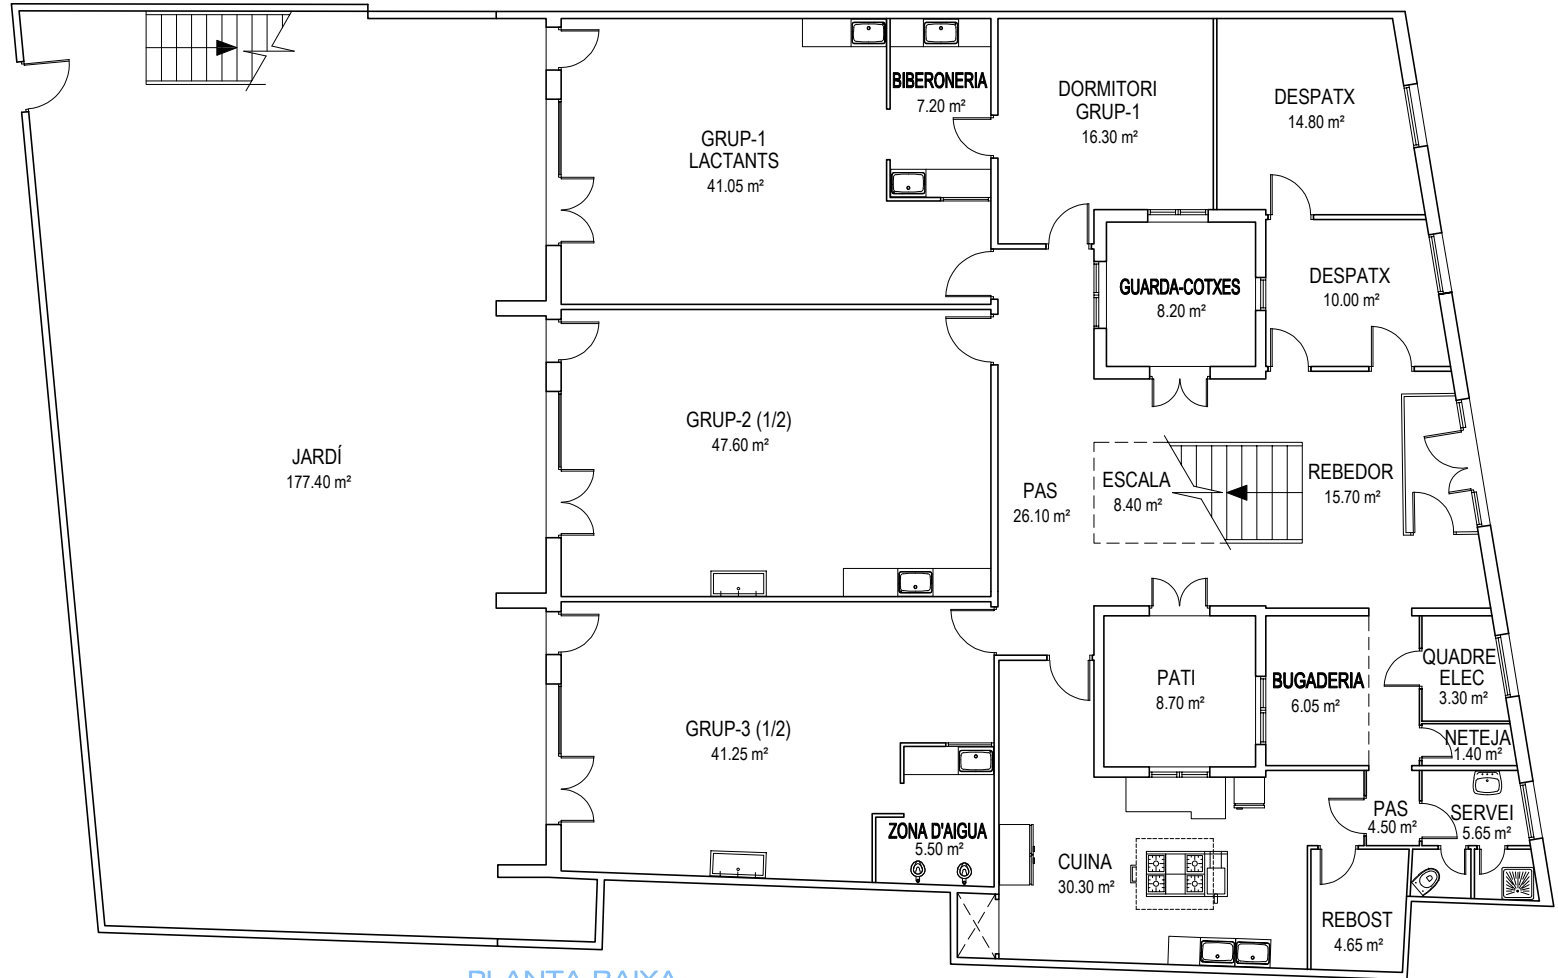 BIBERONERIA
7.20 m²
DORMITORI
GRUP-1
16.30 m²
DESPATX
14.80 m²
GRUP-1
LACTANTS
41.05 m²
GUARDA-COTXES
8.20 m²
DESPATX
10.00 m²
JARDÍ
177.40 m²
GRUP-2 (1/2)
47.60 m²
PAS
26.10 m²
ESCALA
8.40 m²
REBEDOR
15.70 m²
GRUP-3 (1/2)
41.25 m²
PATI
8.70 m²
BUGADERIA
6.05 m²
QUADRE
ELEC
3.30 m²
NETEJA
1.40 m²
ZONA D'AIGUA
5.50 m²
CUINA
30.30 m²
PAS
4.50 m²
SERVEI
5.65 m²
REBOST
4.65 m²
PLANTA BAIXA